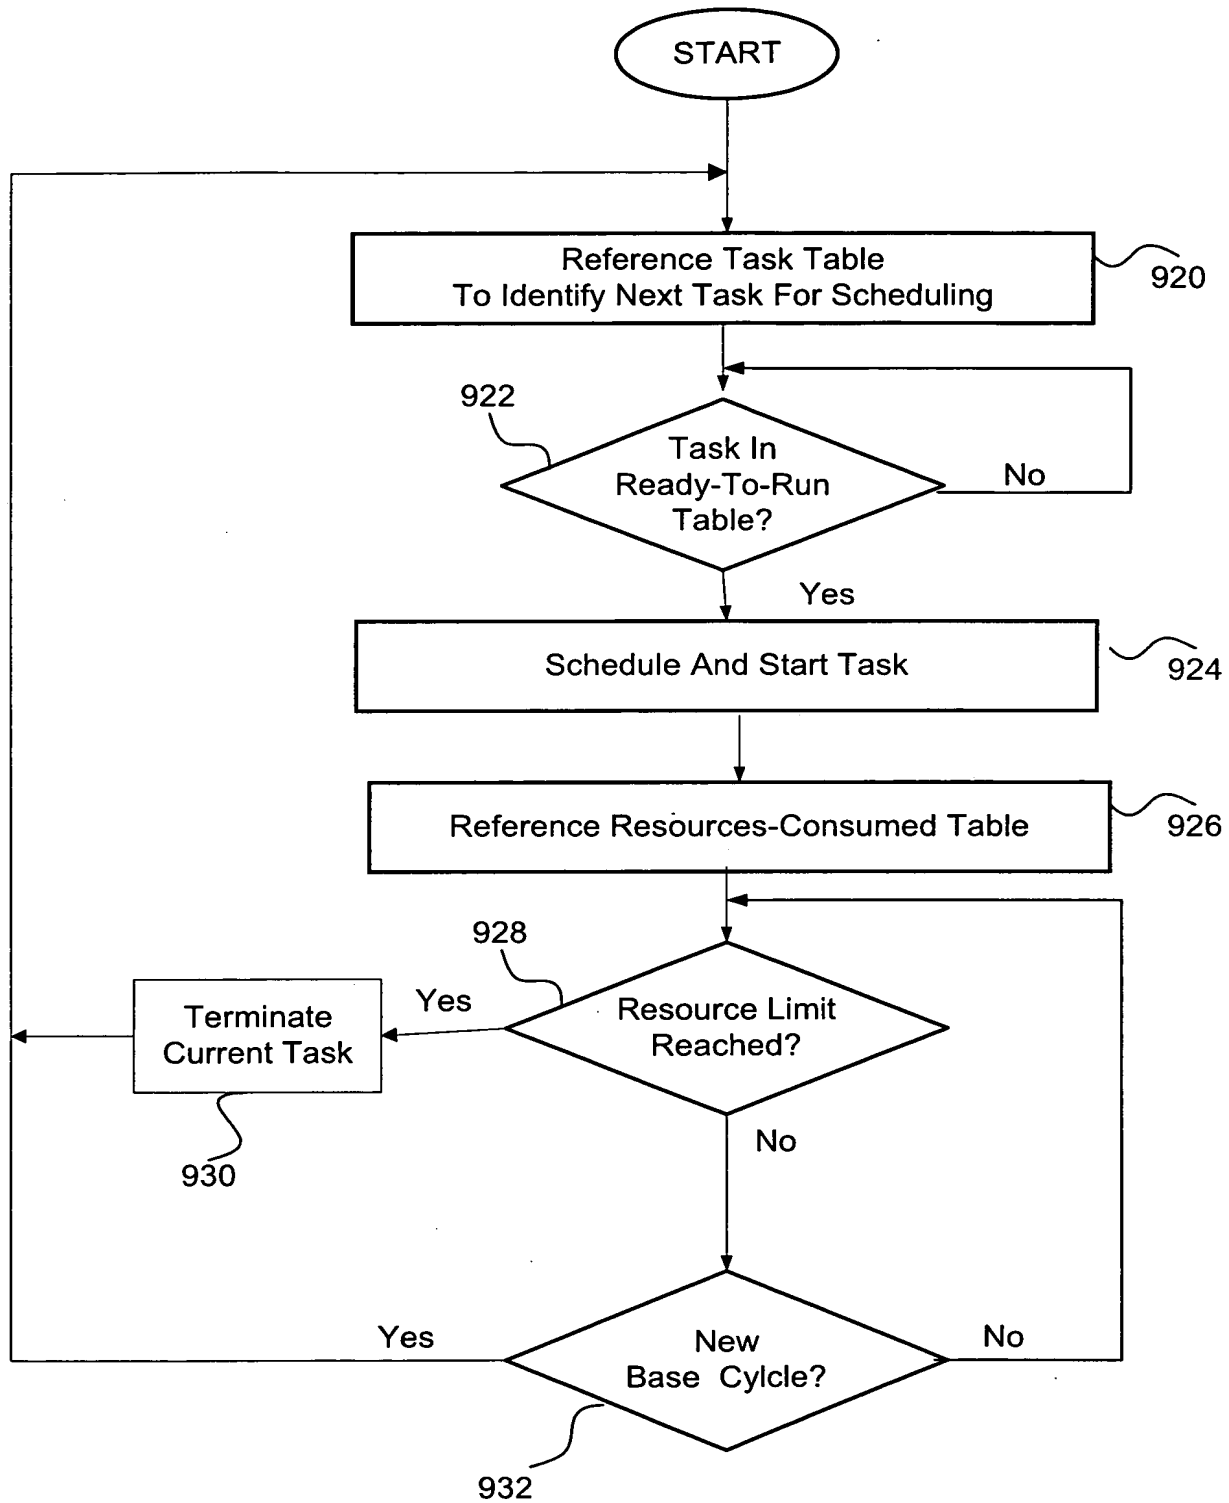 START
Reference Task Table
To Identify Next Task For Scheduling
920
922
Task In
Ready-To-Run
Table?
No
Yes
Schedule And Start Task
924
Reference Resources-Consumed Table
926
928
Yes
Resource Limit
Reached?
Terminate
Current Task
No
930
Yes
New
Base Cylcle?
No
932